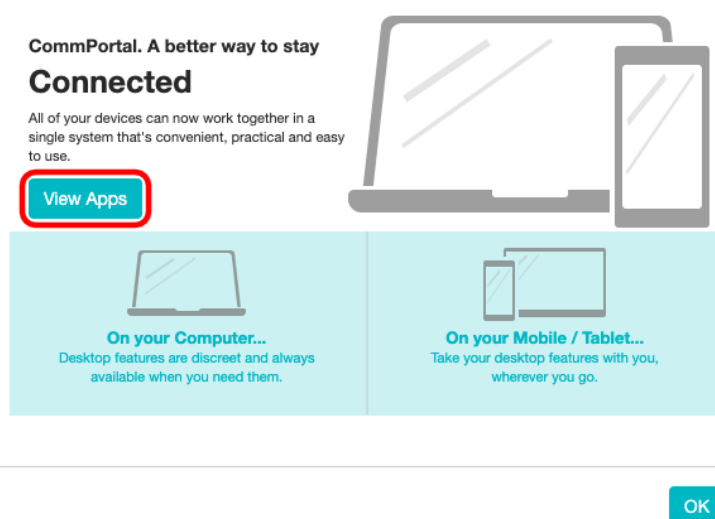 CommPortal. A better way to stay
Connected
All of your devices can now work together in a
single system that's convenient, practical and easy
to use.
View Apps
On your Computer...
Desktop features are discreet and always
available when you need them.
On your Mobile / Tablet...
Take your desktop features with you,
wherever you go.
OK